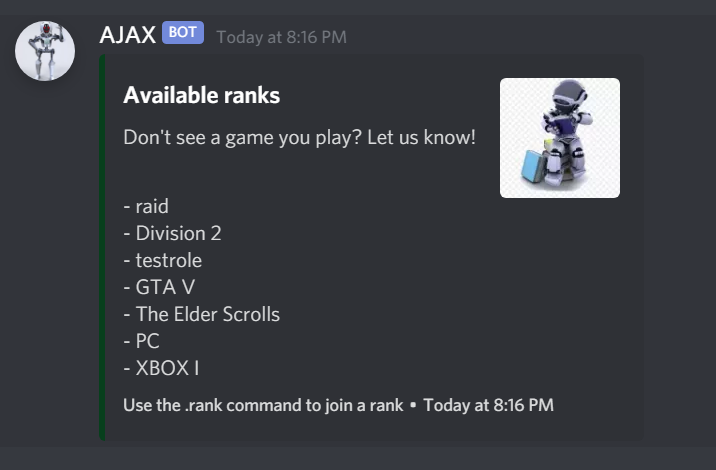 AJAX BOT Today at 8:16 PM
Available ranks
Don't see a game you play? Let us know!
- raid
- Division 2
- testrole
- GTA V
- The Elder Scrolls
- PC
- XBOX I
Use the .rank command to join a rank • Today at 8:16 PM